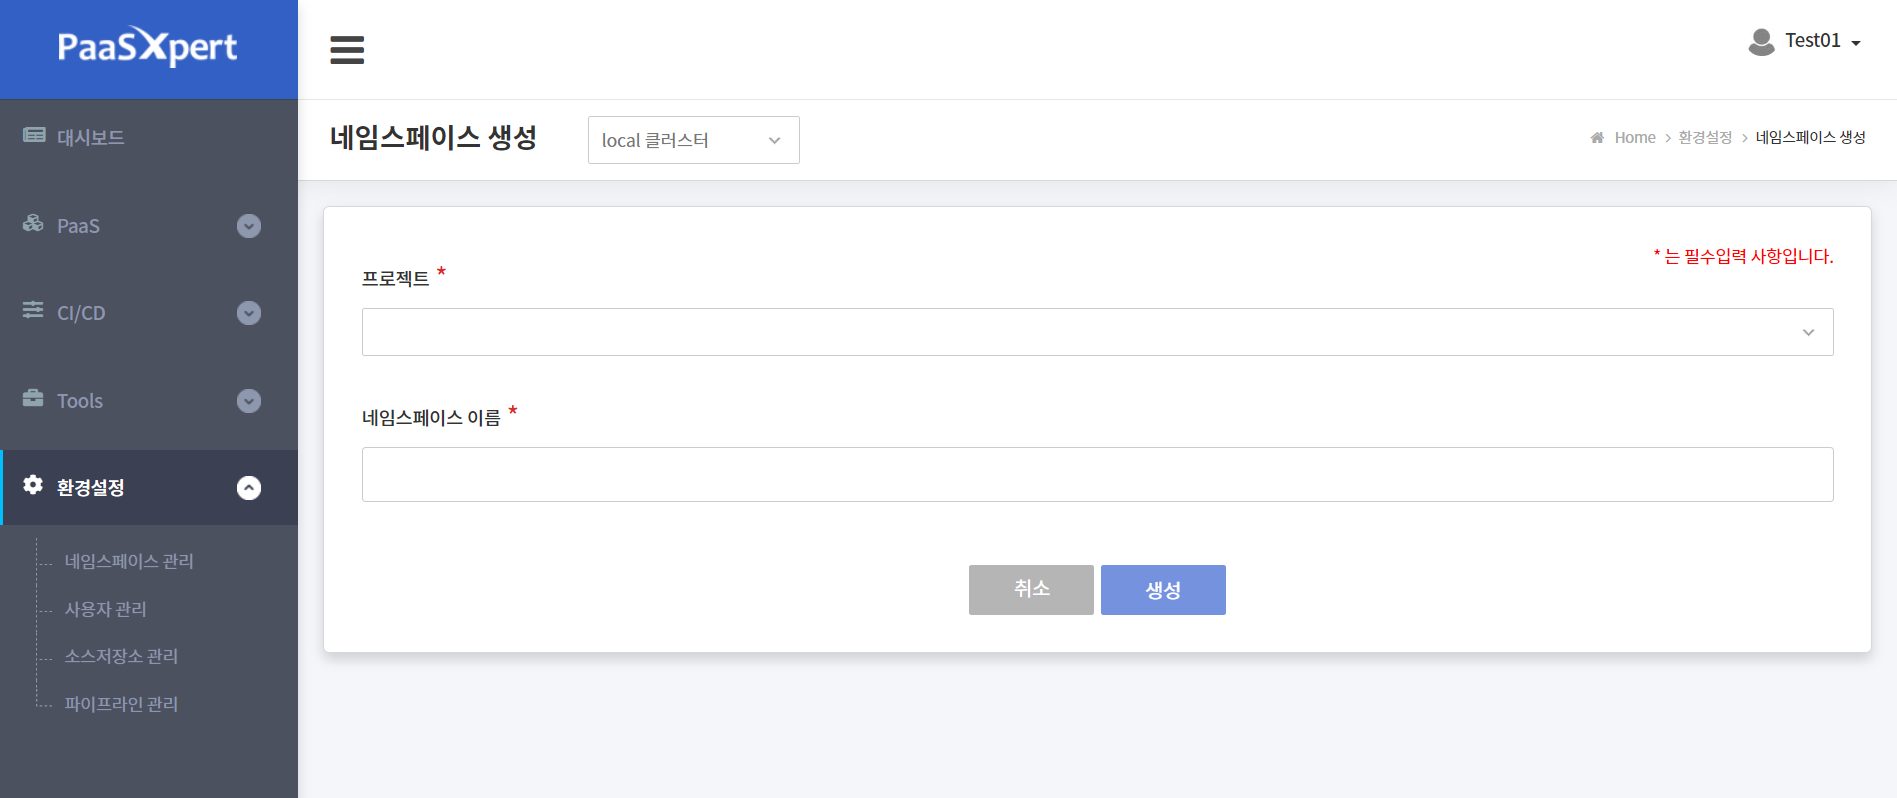 PaaSXpert
Test01
네임스페이스 생성
local 클러스터
Home > 환경설정 > 네임스페이스 생성
대시보드
PaaS
CI/CD
Tools
환경설정
네임스페이스 관리
사용자 관리
소스저장소 관리
파이프라인 관리
* 는 필수입력 사항입니다.
프로젝트 *
네임스페이스 이름 *
취소
생성